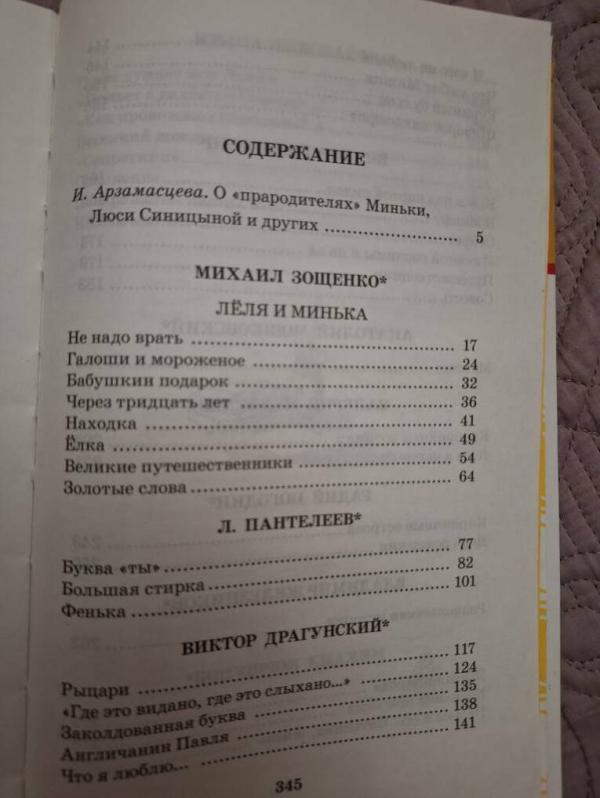 СОДЕРЖАНИЕ
И. Арзамасцева. О «прародителях» Миньки,
Люси Синицыной и других ........ 5
МИХАИЛ ЗОЩЕНКО*
ЛЁЛЯ И МИНЬКА
Не надо врать ........ 17
Галоши и мороженое ........ 24
Бабушкин подарок ........ 32
Через тридцать лет ........ 36
Находка ........ 41
Ёлка ........ 49
Великие путешественники ........ 54
Золотые слова ........ 64
Л. ПАНТЕЛЕЕВ*
Буква «ты» ........ 77
Большая стирка ........ 82
Фенька ........ 101
ВИКТОР ДРАГУНСКИЙ*
Рыцари ........ 117
«Где это видано, где это слыхано...» ........ 124
Заколдованная буква ........ 135
Англичанин Павля ........ 138
Что я люблю... ........ 141
345